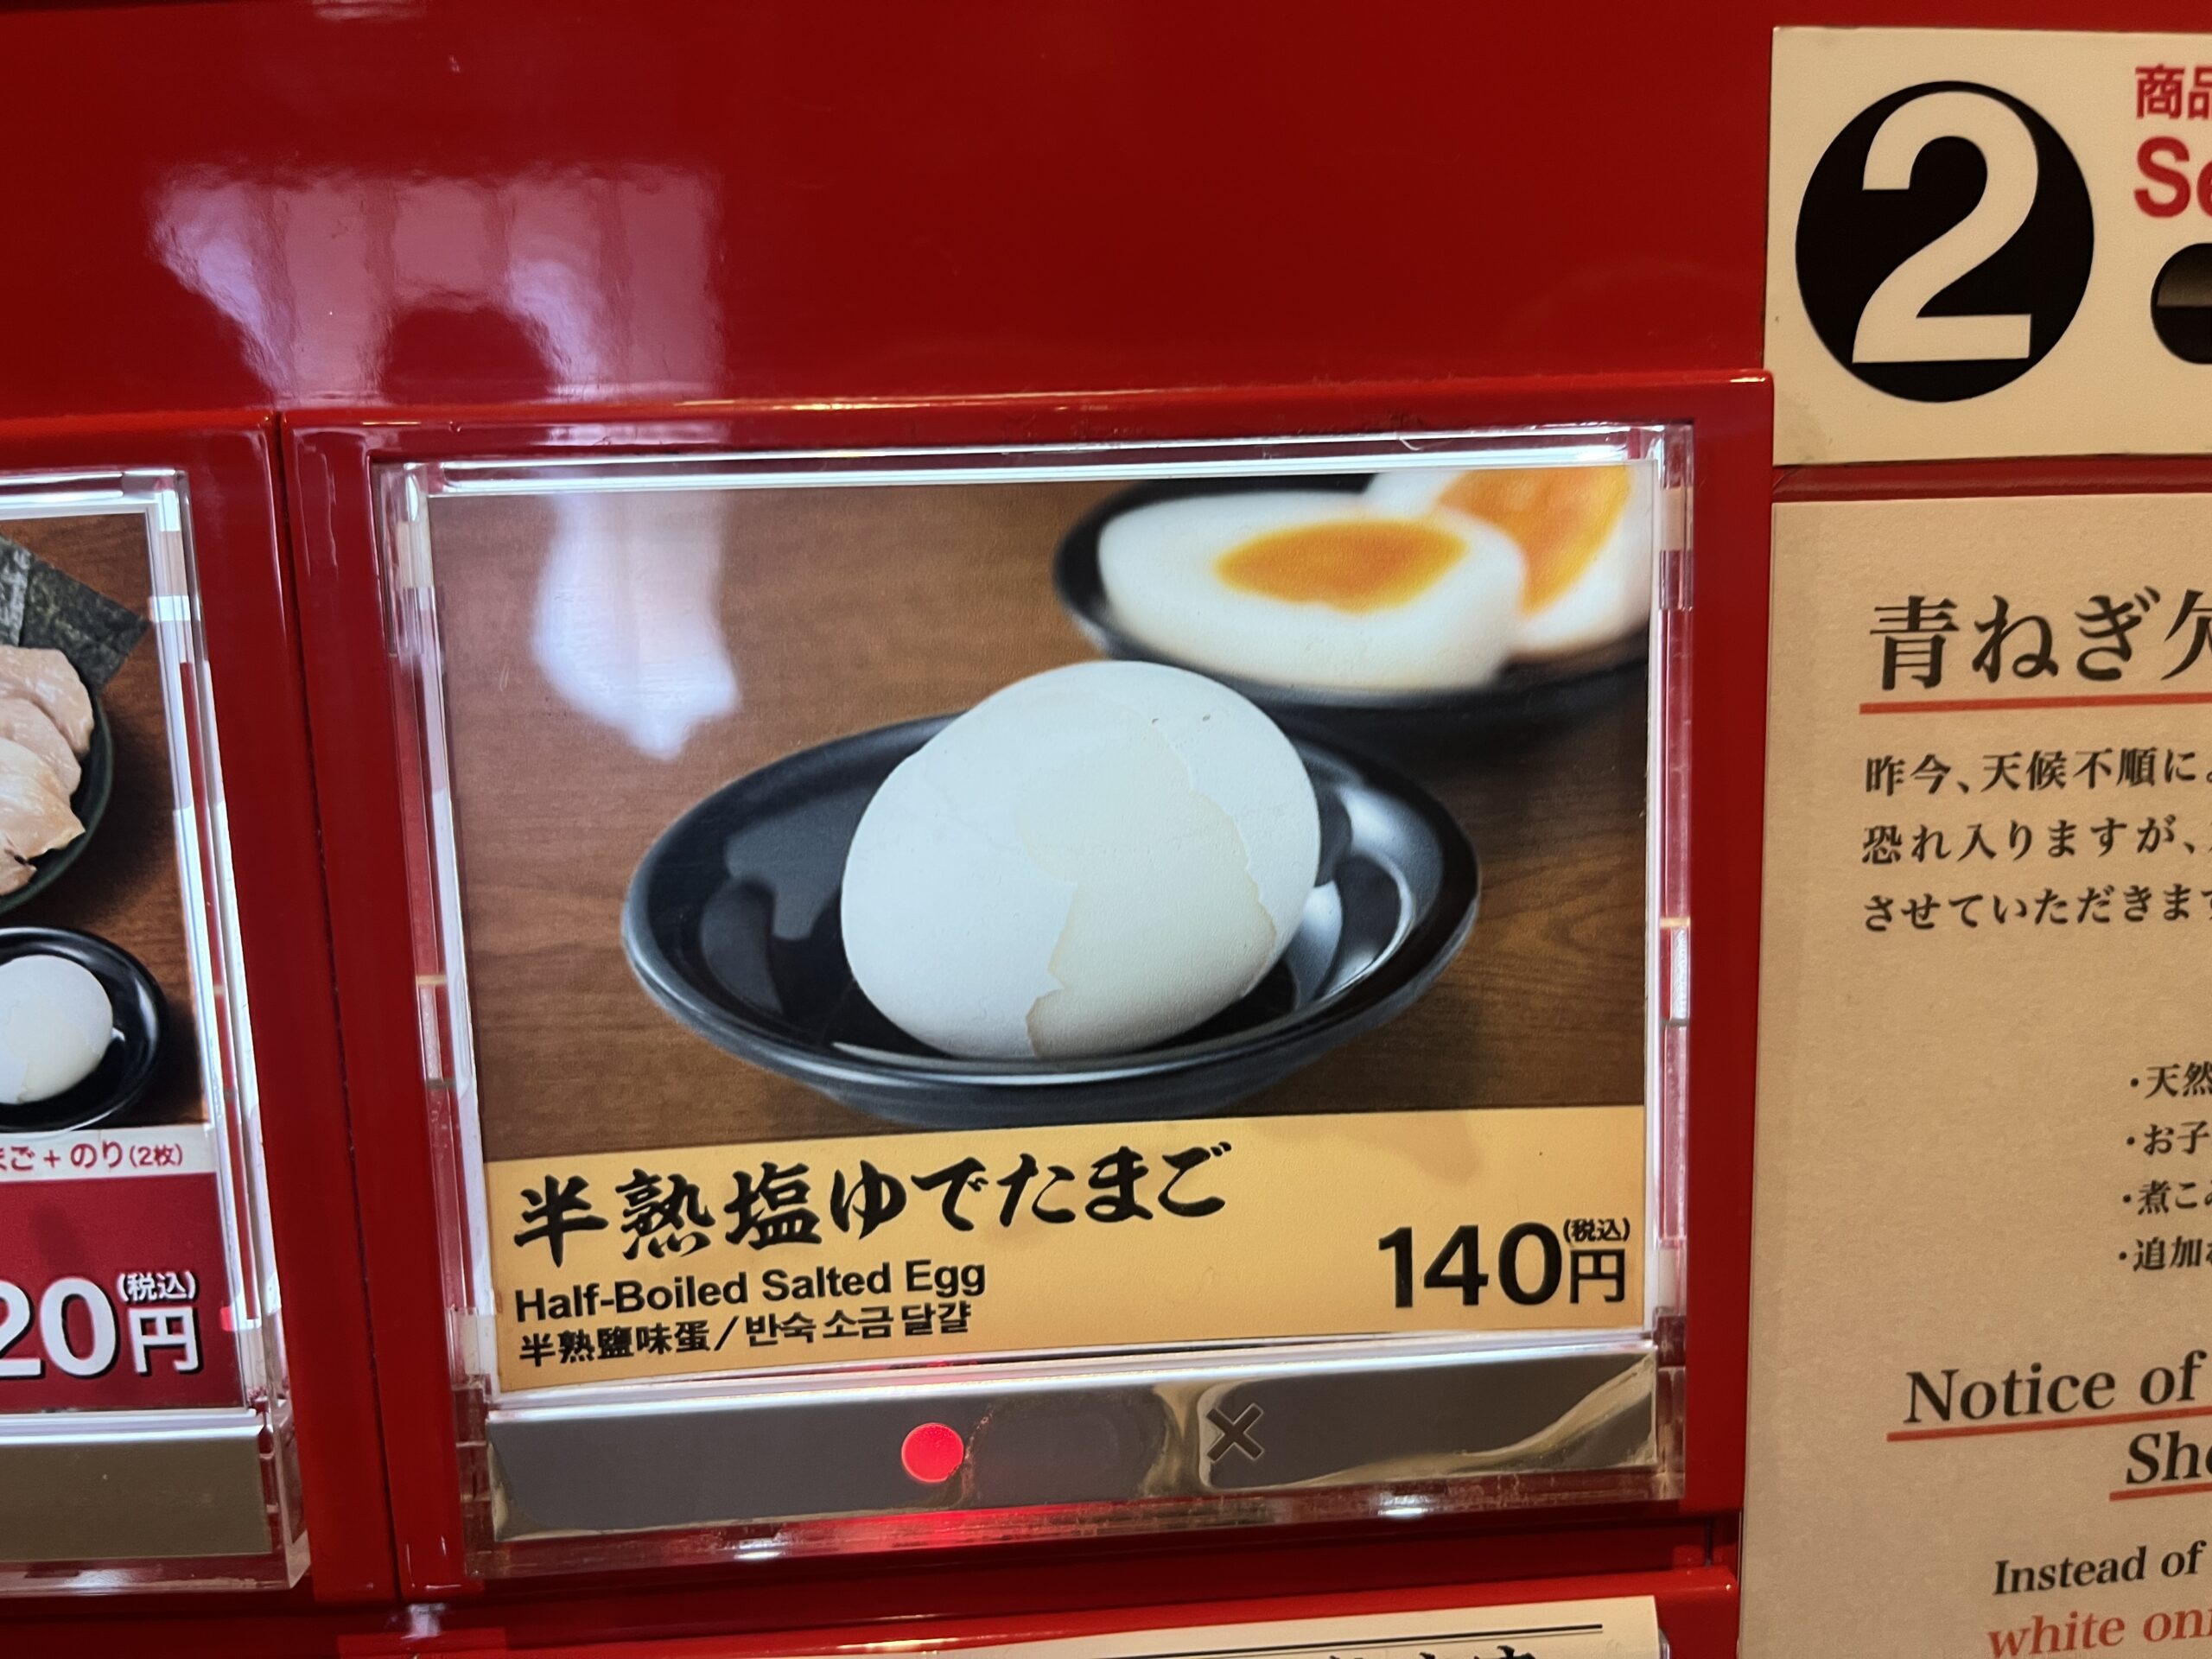 2
商品
Se
半熟塩ゆでたまご
Half-Boiled Salted Egg
半熟鹽味蛋/반숙 소금 달걀
140円(税込)
まご+のり(2枚)
20円(税込)
青ねぎ欠
昨今、天候不順に
恐れ入りますが、
させていただきます
・天然
・お子
・煮こ
・追加
Notice of
Sho
Instead of
white oni